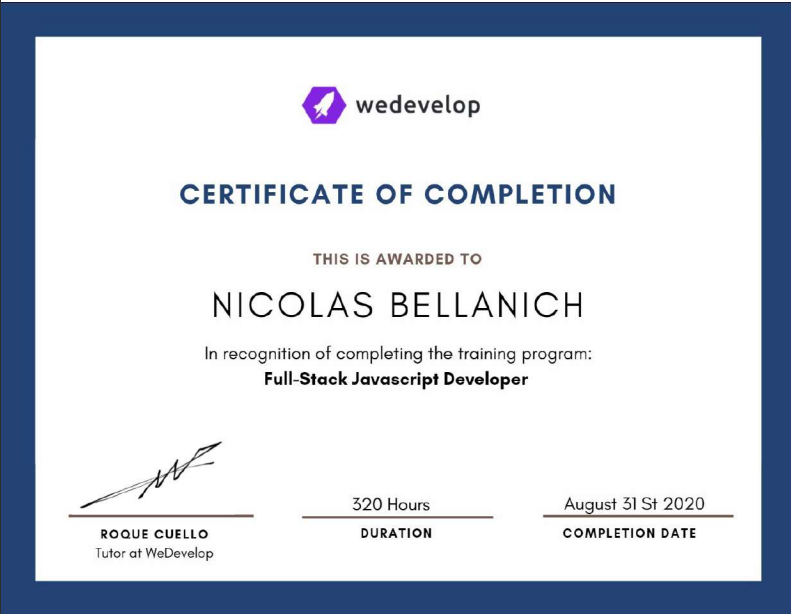 wedevelop
CERTIFICATE OF COMPLETION
THIS IS AWARDED TO
NICOLAS BELLANICH
In recognition of completing the training program:
Full-Stack Javascript Developer
320 Hours
August 31 St 2020
ROQUE CUELLO
DURATION
COMPLETION DATE
Tutor at WeDevelop